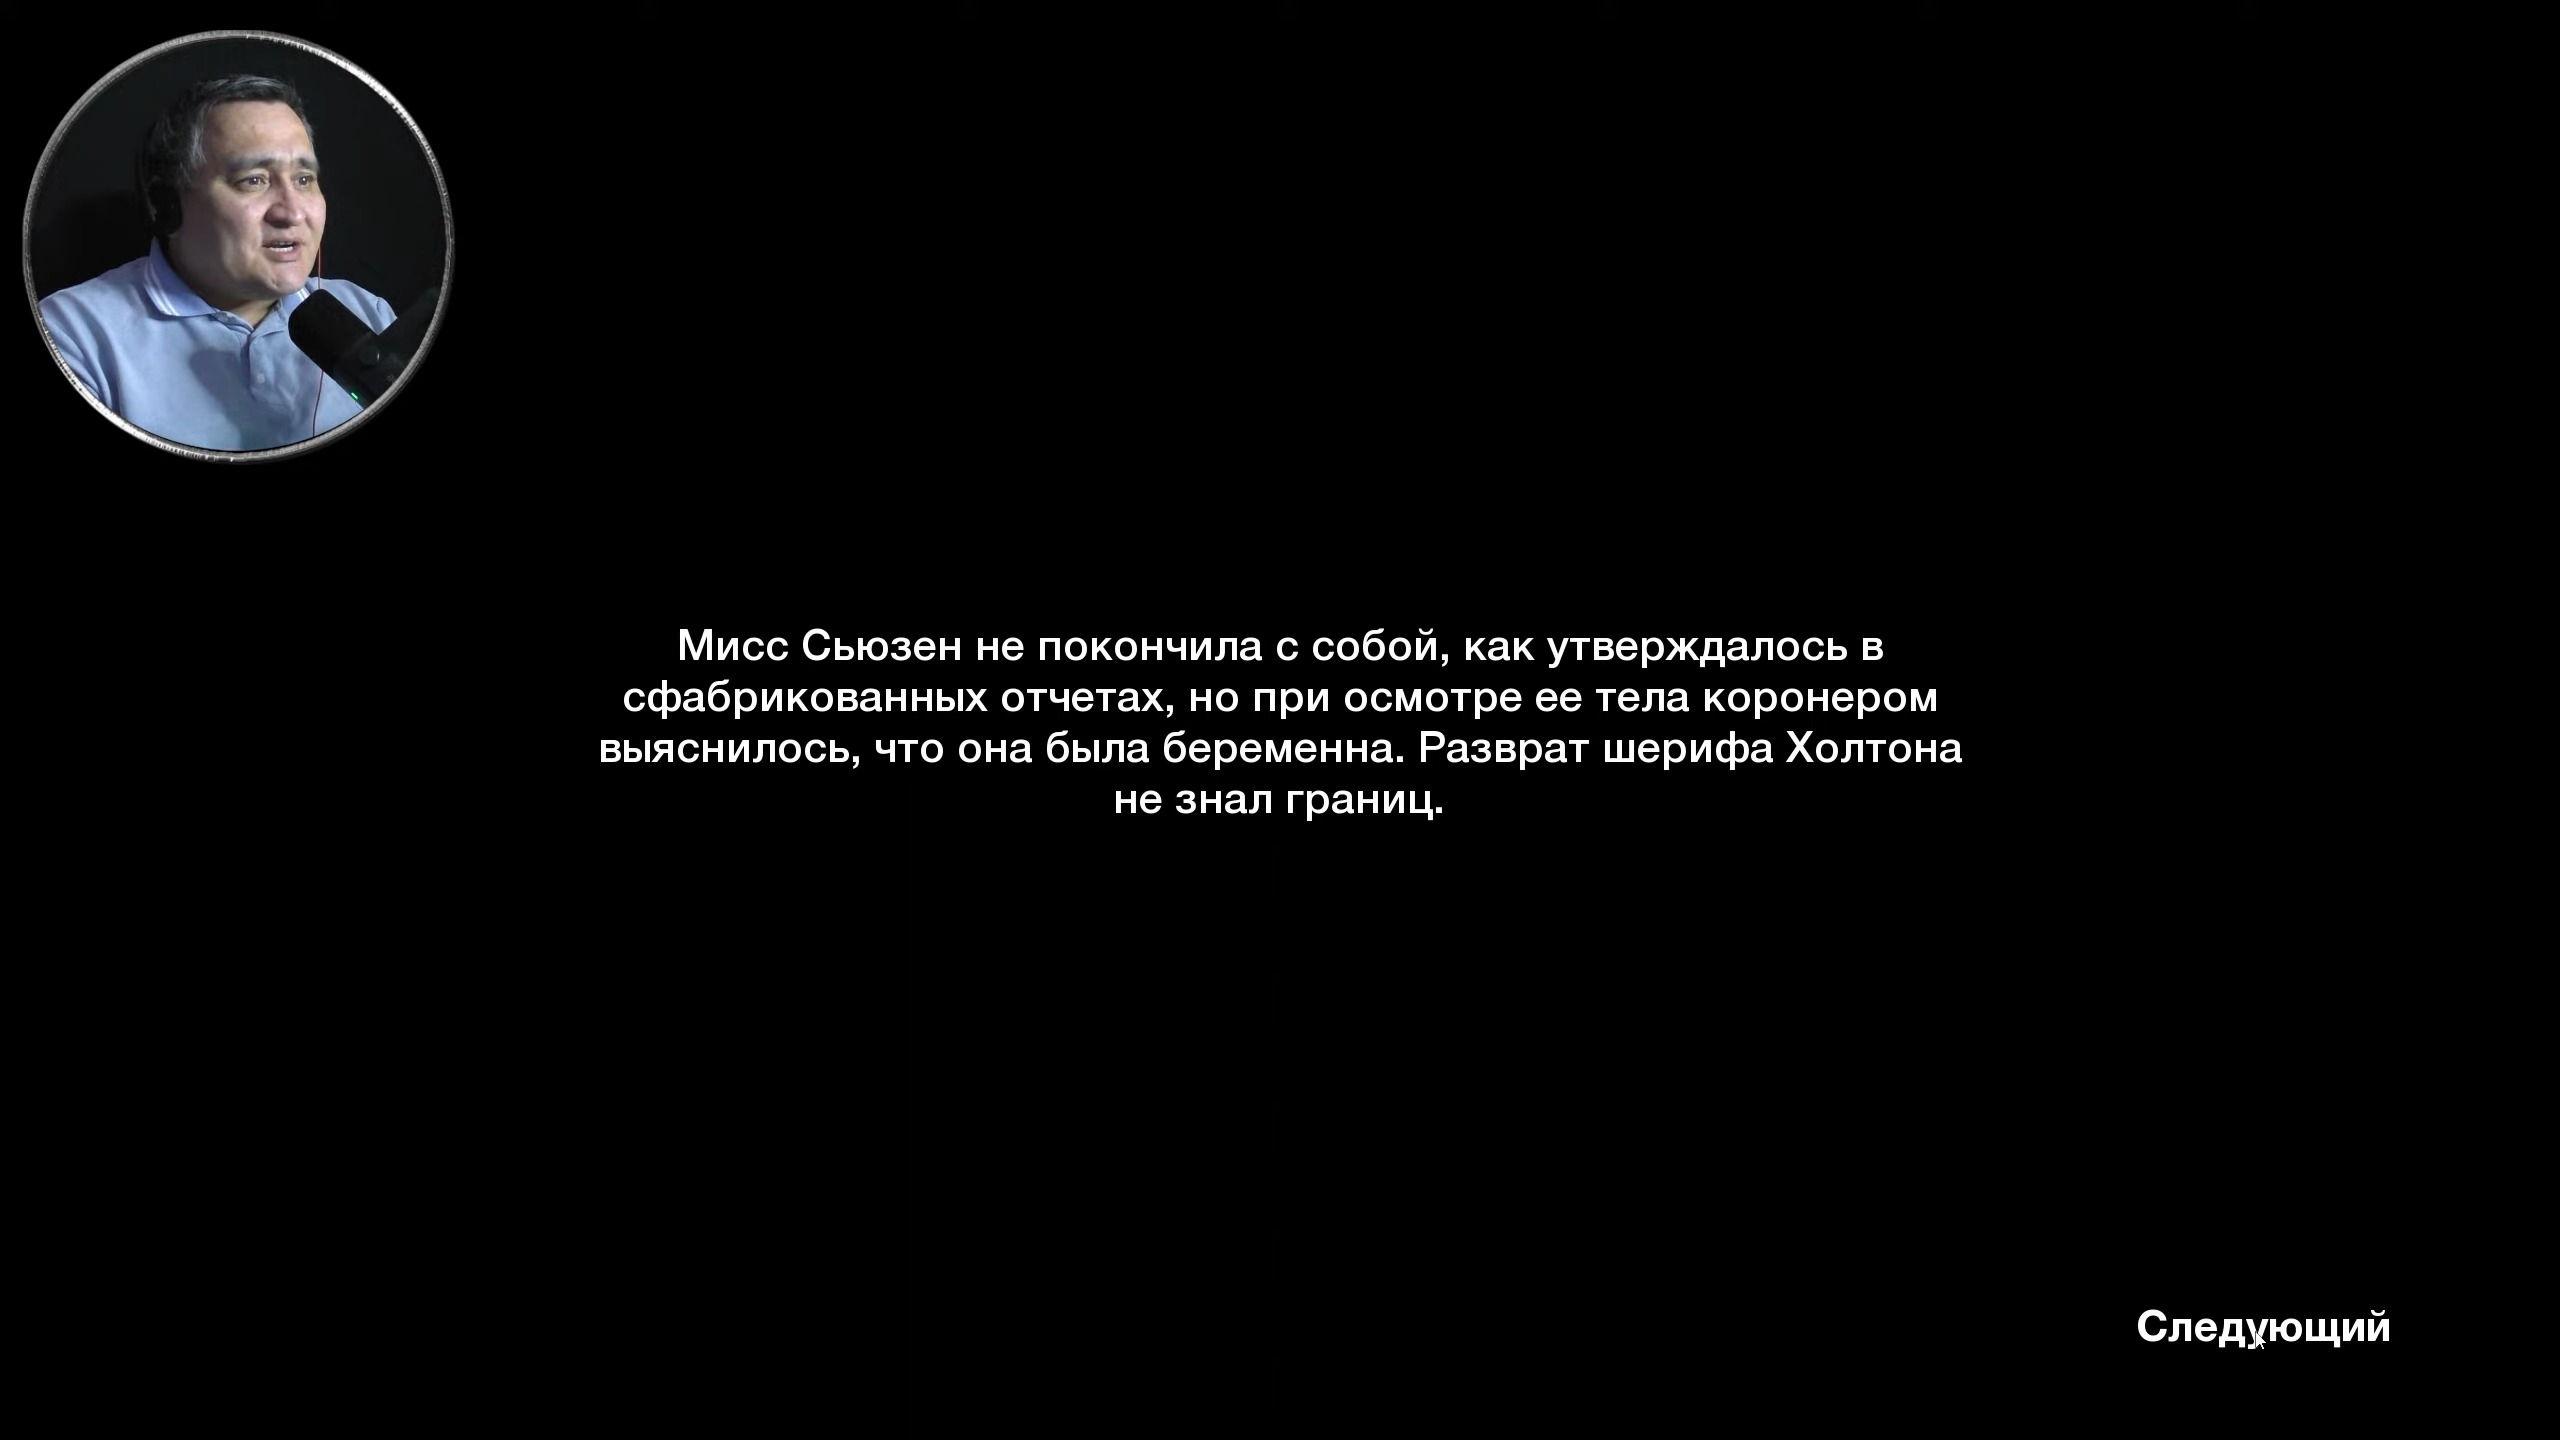 Мисс Сьюзен не покончила с собой, как утверждалось в
сфабрикованных отчетах, но при осмотре ее тела коронером
выяснилось, что она была беременна. Разврат шерифа Холтона
не знал границ.
Следующий